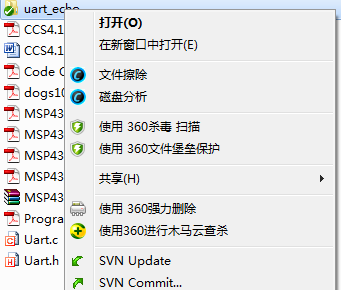 uart_echo
CCS4.1
CCS4.1
Code C
dogs10
MSP43
MSP43
MSP43
MSP43
Progra
Uart.c
Uart.h
打开(O)
在新窗口中打开(E)
文件擦除
磁盘分析
使用 360杀毒 扫描
使用 360文件堡垒保护
共享(H)
使用 360强力删除
使用360进行木马云查杀
SVN Update
SVN Commit...